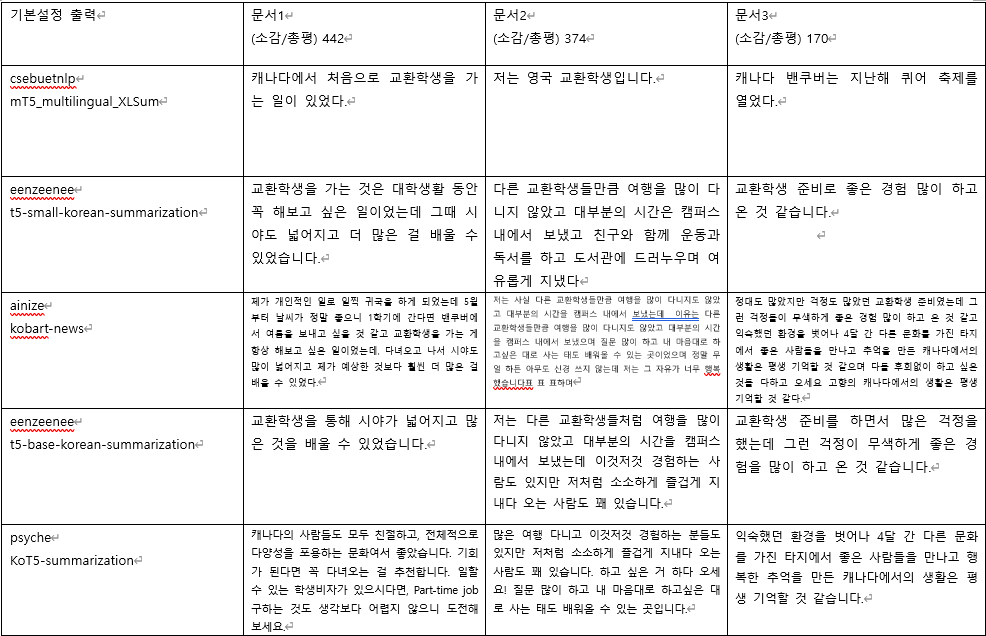 기본설정 출력
문서1
(소감/총평) 442
문서2
(소감/총평) 374
문서3
(소감/총평) 170
csebuetnlp
mT5_multilingual_XLSum
캐나다에서 처음으로 교환학생을 가
는 일이 있었다.
저는 영국 교환학생입니다.
캐나다 밴쿠버는 지난해 퀴어 축제를
열었다.
eenzeenee
t5-small-korean-summarization
교환학생을 가는 것은 대학생활 동안
꼭 해보고 싶은 일이었는데 그때 시
야도 넓어지고 더 많은 걸 배울 수
있었습니다.
다른 교환학생들만큼 여행을 많이 다
니지 않았고 대부분의 시간은 캠퍼스
내에서 보냈고 친구와 함께 운동과
독서를 하고 도서관에 드러누우며 여
유롭게 지냈다
교환학생 준비로 좋은 경험 많이 하고
온 것 같습니다.
ainize
kobart-news
제가 개인적인 일로 일찍 귀국을 하게 되었는데 5월
부터 날씨가 정말 좋으니 1학기에 간다면 밴쿠버에
서 여름을 보내고 싶을 것 같고 교환학생을 가는 게
항상 해보고 싶은 일이었는데, 다녀오고 나서 시야도
많이 넓어지고 제가 예상한 것보다 훨씬 더 많은 걸
배울 수 있었다.
저는 사실 다른 교환학생들만큼 여행을 많이 다니지도 않았
고 대부분의 시간을 캠퍼스 내에서 보냈는데 이유는 다른
교환학생들만큼 여행을 많이 다니지도 않았고 대부분의 시간
을 캠퍼스 내에서 보냈으며 질문 많이 하고 내 마음대로 하
고싶은 대로 사는 태도 배워올 수 있는 곳이었으며 정말 무
얼 하든 아무도 신경 쓰지 않는데 저는 그 자유가 너무 행복
했습니다표 표 표하며
정대도 많았지만 걱정도 많았던 교환학생 준비였는데 그
런 걱정들이 무색하게 좋은 경험 많이 하고 온 것 같고
익숙했던 환경을 벗어나 4달 간 다른 문화를 가진 타지
에서 좋은 사람들을 만나고 추억을 만든 캐나다에서의
생활은 평생 기억할 것 같으며 다들 후회없이 하고 싶은
것들 다하고 오세요 고향의 캐나다에서의 생활은 평생
기억할 것 같다.
eenzeenee
t5-base-korean-summarization
교환학생을 통해 시야가 넓어지고 많
은 것을 배울 수 있었습니다.
저는 다른 교환학생들처럼 여행을 많이
다니지 않았고 대부분의 시간을 캠퍼스
내에서 보냈는데 이것저것 경험하는 사
람도 있지만 저처럼 소소하게 즐겁게 지
내다 오는 사람도 꽤 있습니다.
교환학생 준비를 하면서 많은 걱정을
했는데 그런 걱정이 무색하게 좋은 경
험을 많이 하고 온 것 같습니다.
psyche
KoT5-summarization
캐나다의 사람들도 모두 친절하고, 전체적으로
다양성을 포용하는 문화여서 좋았습니다. 기회
가 된다면 꼭 다녀오는 걸 추천합니다. 일할
수 있는 학생비자가 있으시다면, Part-time job
구하는 것도 생각보다 어렵지 않으니 도전해
보세요.
많은 여행 다니고 이것저것 경험하는 분들도
있지만 저처럼 소소하게 즐겁게 지내다 오는
사람도 꽤 있습니다. 하고 싶은 거 하다 오세
요! 질문 많이 하고 내 마음대로 하고싶은 대
로 사는 태도 배워올 수 있는 곳입니다.
익숙했던 환경을 벗어나 4달 간 다른 문화
를 가진 타지에서 좋은 사람들을 만나고 행
복한 추억을 만든 캐나다에서의 생활은 평
생 기억할 것 같습니다.